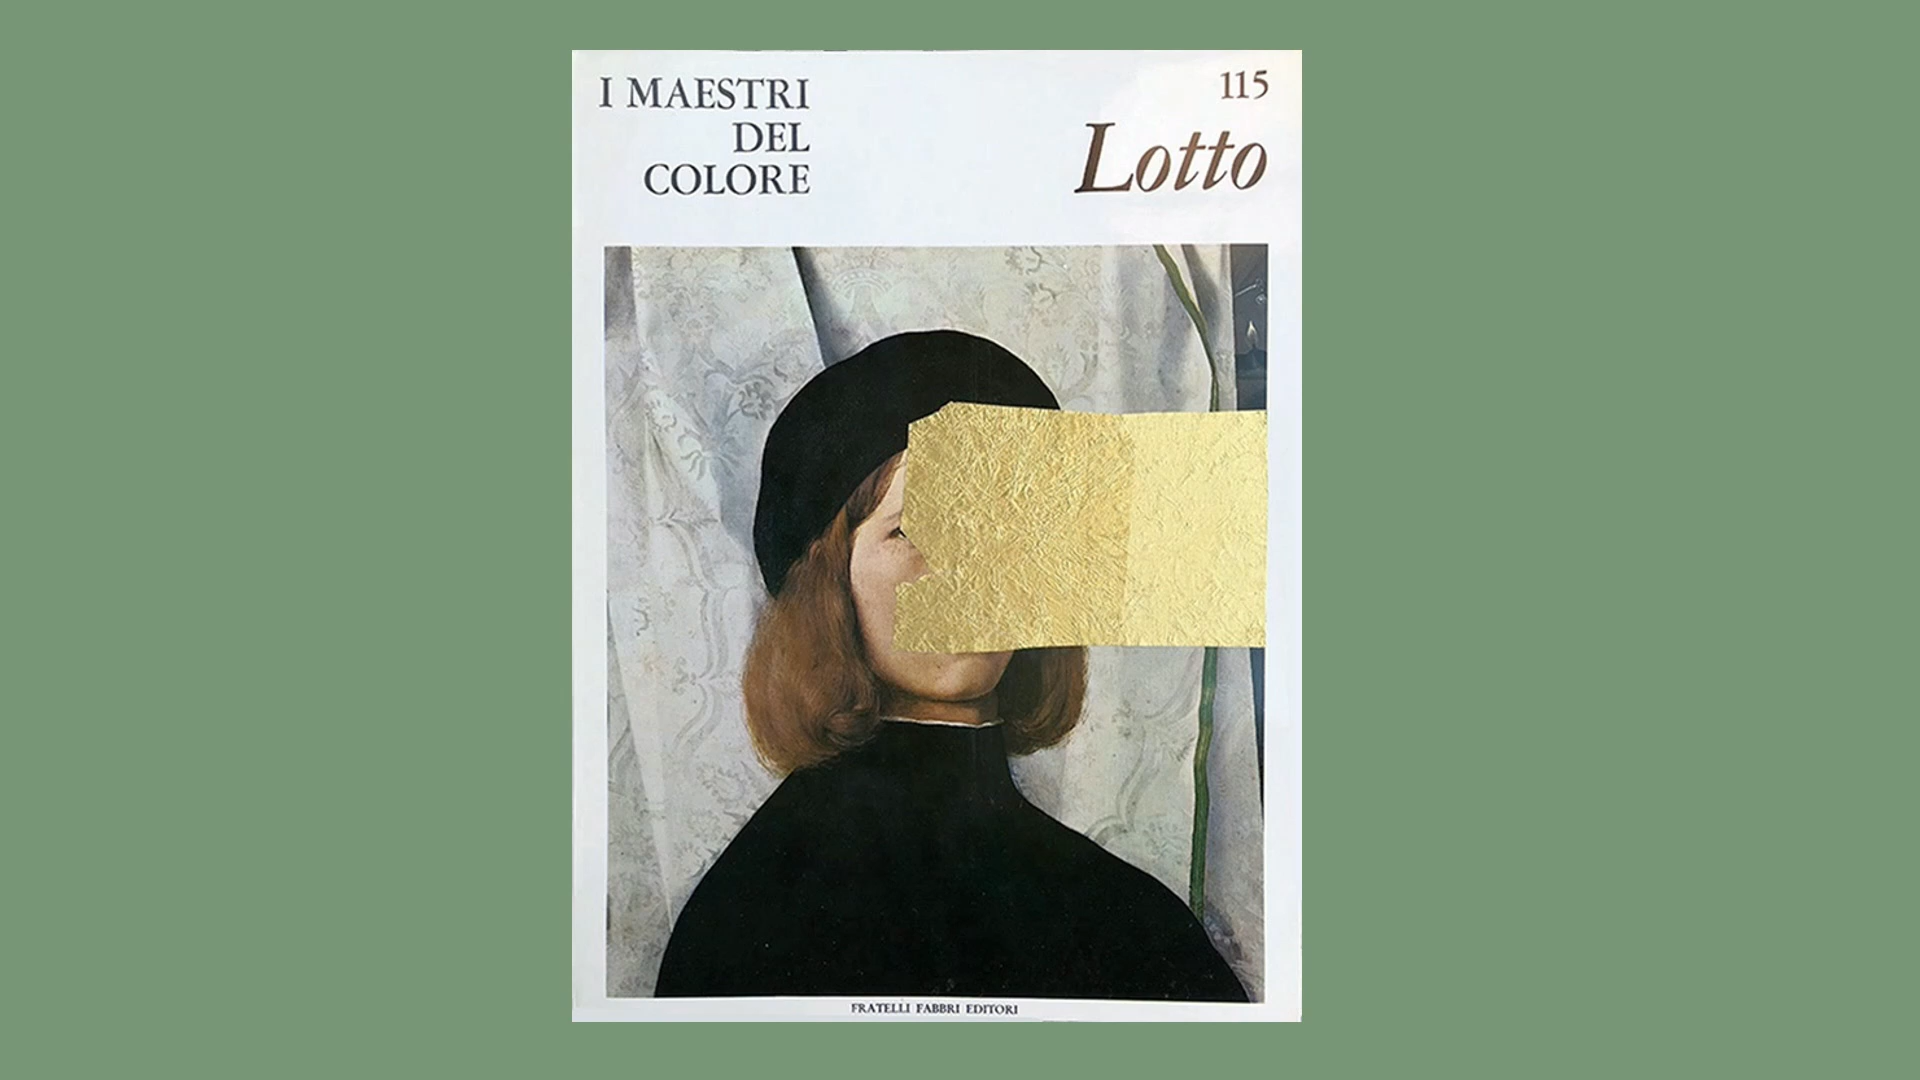 I MAESTRI
DEL
COLORE
115
Lotto
FRATELLI FABBRI EDITORI